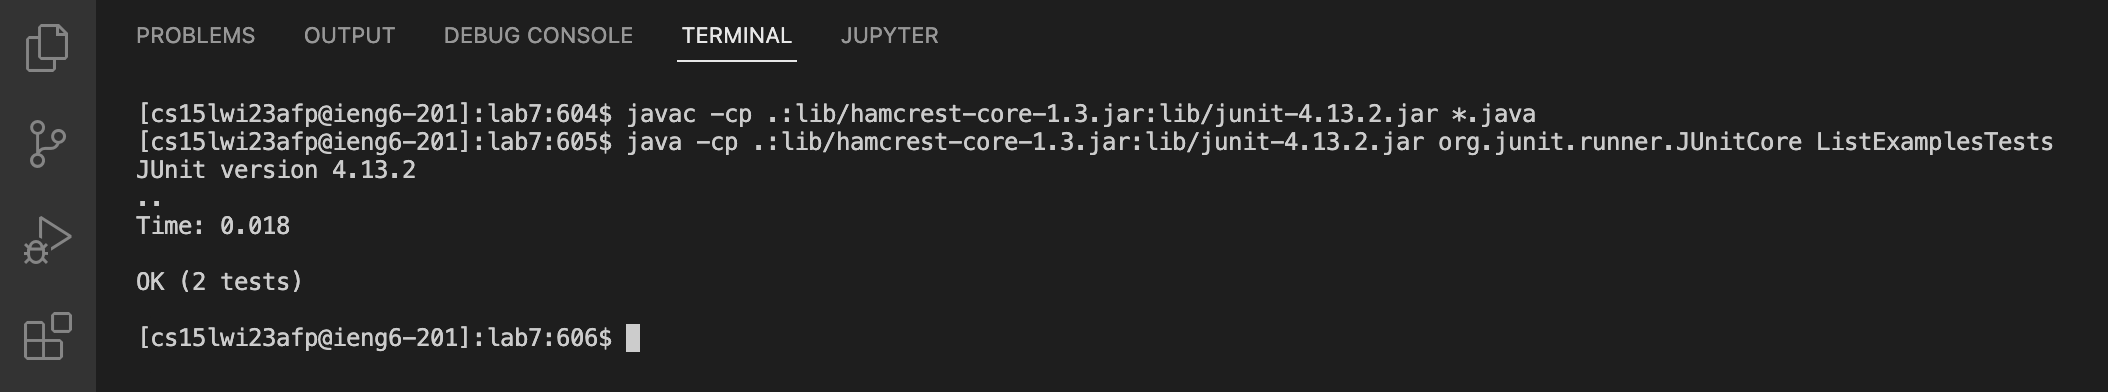 PROBLEMS OUTPUT DEBUG CONSOLE TERMINAL JUPYTER
[cs15lwi23afp@ieng6-201]:lab7:604$ javac -cp .:lib/hamcrest-core-1.3.jar:lib/junit-4.13.2.jar *.java
[cs15lwi23afp@ieng6-201]:lab7:605$ java -cp .:lib/hamcrest-core-1.3.jar:lib/junit-4.13.2.jar org.junit.runner.JUnitCore ListExamplesTests
JUnit version 4.13.2
..
Time: 0.018
OK (2 tests)
[cs15lwi23afp@ieng6-201]:lab7:606$